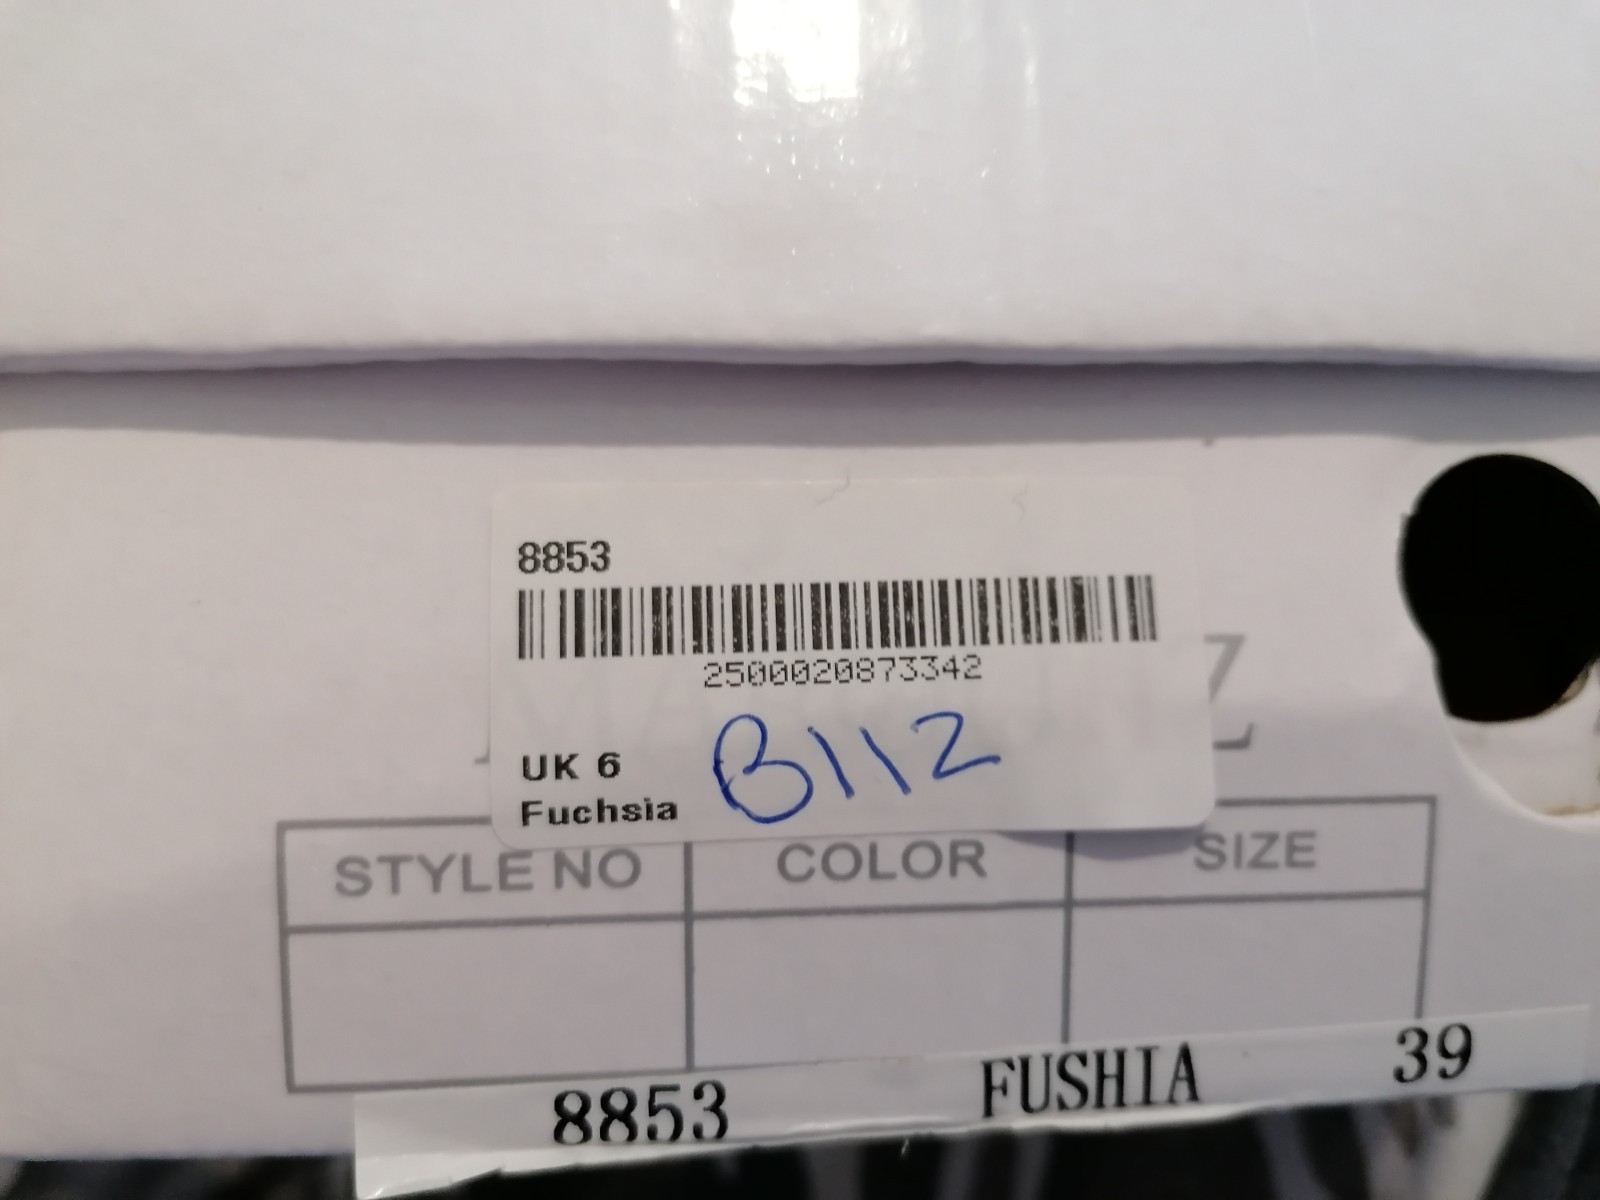 8853
2500020873342
B112
UK 6
Fuchsia
STYLE NO COLOR SIZE
8853 FUSHIA 39